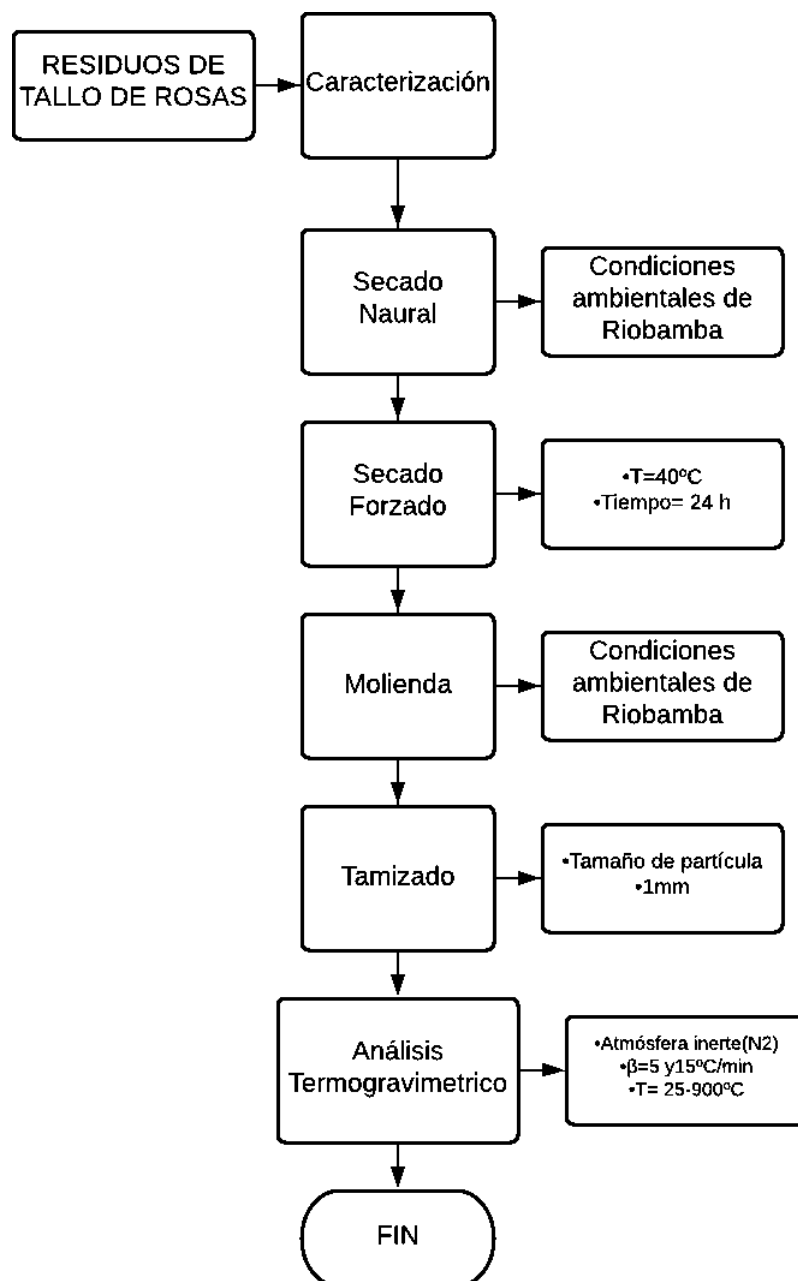 RESIDUOS DE
TALLO DE ROSAS
Caracterización
Secado
Naural
Condiciones
ambientales de
Riobamba
Secado
Forzado
•T=40ºC
•Tiempo= 24 h
Molienda
Condiciones
ambientales de
Riobamba
Tamizado
•Tamaño de partícula
•1mm
Análisis
Termogravimetrico
•Atmósfera inerte(N2)
•β=5 y15ºC/min
•T= 25-900ºC
FIN